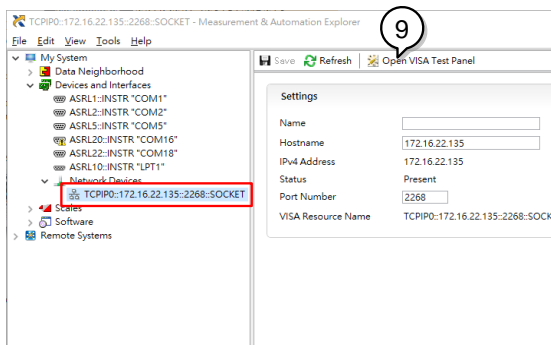 TCPIP0::172.16.22.135::2268::SOCKET - Measurement & Automation Explorer
9
File Edit View Tools Help
Save Refresh Open VISA Test Panel
My System
Data Neighborhood
Devices and Interfaces
ASRL1::INSTR "COM1"
ASRL2::INSTR "COM2"
ASRL5::INSTR "COM5"
ASRL20::INSTR "COM16"
ASRL22::INSTR "COM18"
ASRL10::INSTR "LPT1"
Network Devices
TCPIP0::172.16.22.135::2268::SOCKET
Scales
Software
Remote Systems
Settings
Name
Hostname 172.16.22.135
IPv4 Address 172.16.22.135
Status Present
Port Number 2268
VISA Resource Name TCPIP0::172.16.22.135::2268::SOCK